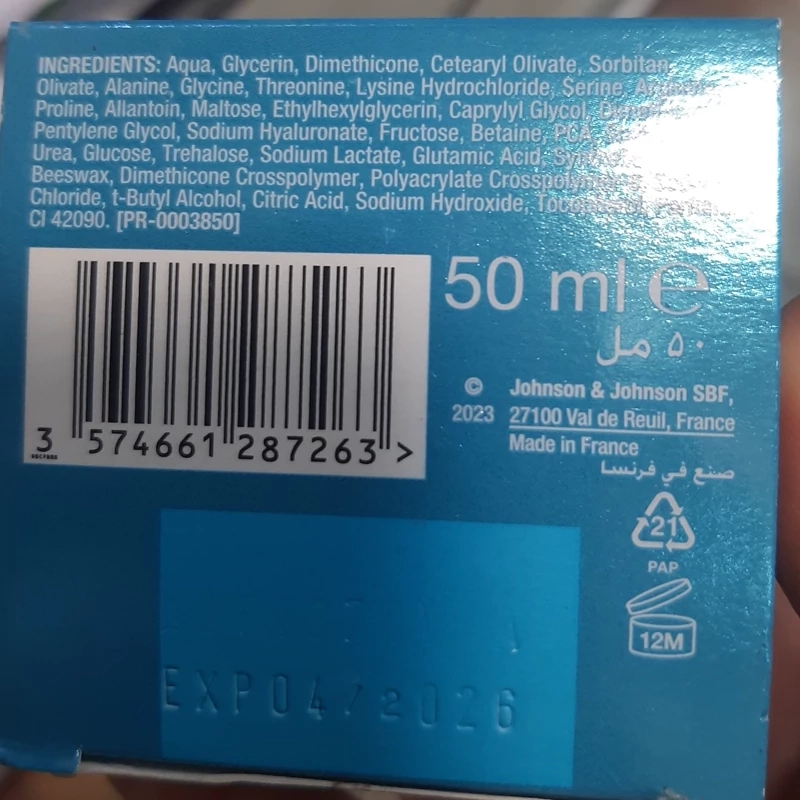 INGREDIENTS: Aqua, Glycerin, Dimethicone, Cetearyl Olivate, Sorbitan
Olivate, Alanine, Glycine, Threonine, Lysine Hydrochloride, Serine,
Proline, Allantoin, Maltose, Ethylhexylglycerin, Caprylyl Glycol,
Pentylene Glycol, Sodium Hyaluronate, Fructose, Betaine, PCA,
Urea, Glucose, Trehalose, Sodium Lactate, Glutamic Acid,
Beeswax, Dimethicone Crosspolymer, Polyacrylate
Chloride, t-Butyl Alcohol, Citric Acid, Sodium Hydroxide,
CI 42090. [PR-0003850]
50 ml e
٥٠ مل
3 574661 287263 >
© 2023
Johnson & Johnson SBF,
27100 Val de Reuil, France
Made in France
صنع في فرنسا
21
PAP
12M
EXP04/2026